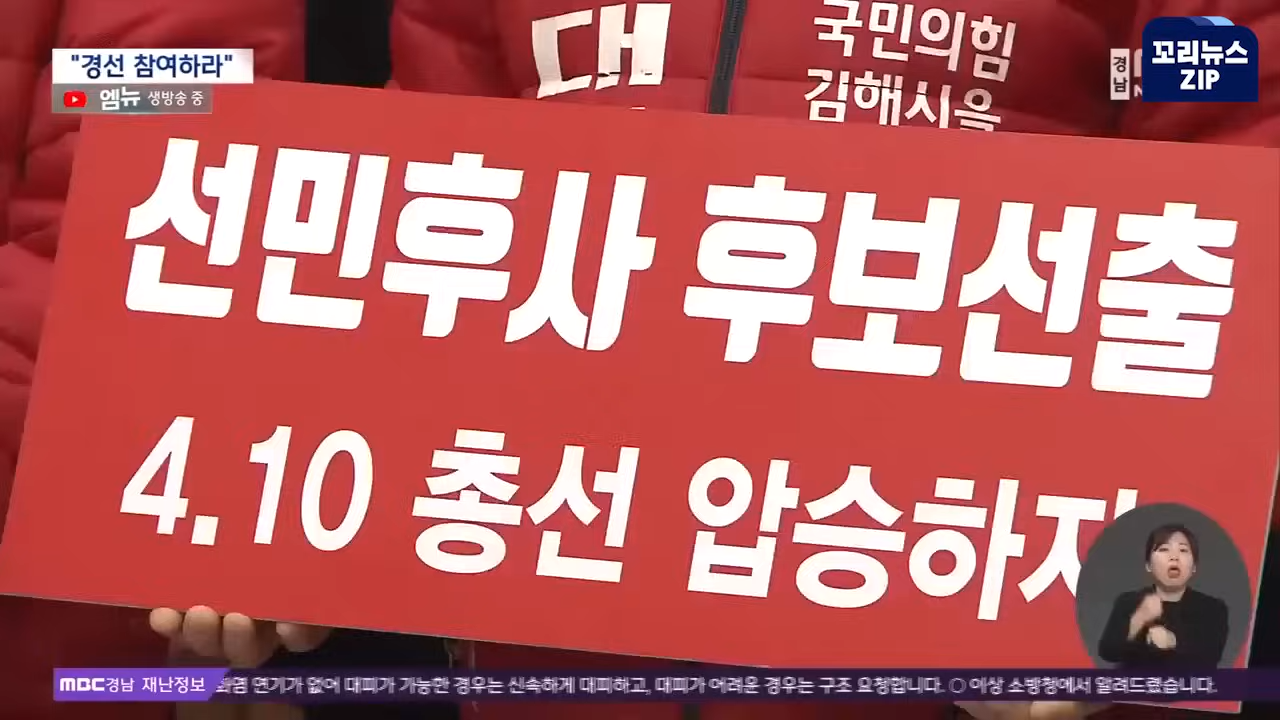 "경선 참여하라"
엠뉴 생방송 중
국민의힘
김해시을
경남
꼬리뉴스
ZIP
선민후사 후보선출
4.10 총선 압승하자
MBC경남 재난정보
연기가 없어 대피가 가능한 경우는 신속하게 대피하고, 대피가 어려운 경우는 구조 요청합니다. ○ 이상 소방청에서 알려드렸습니다.